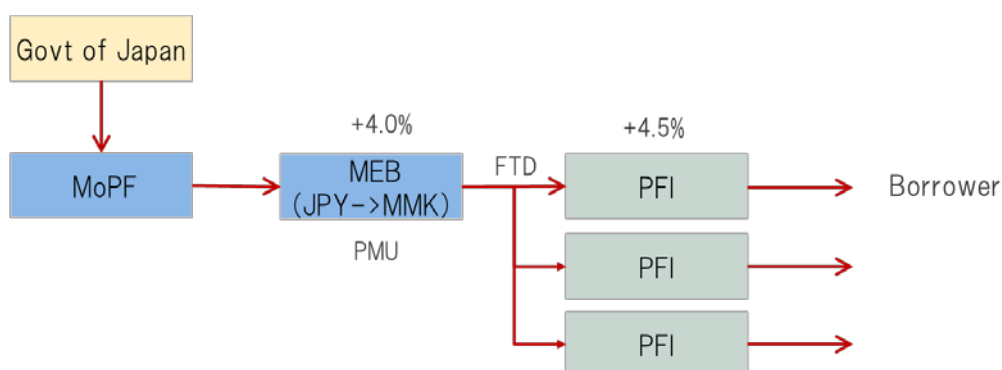 Govt of Japan
+4.0%
+4.5%
MoPF
MEB
(JPY->MMK)
FTD
PFI
Borrower
PMU
PFI
PFI